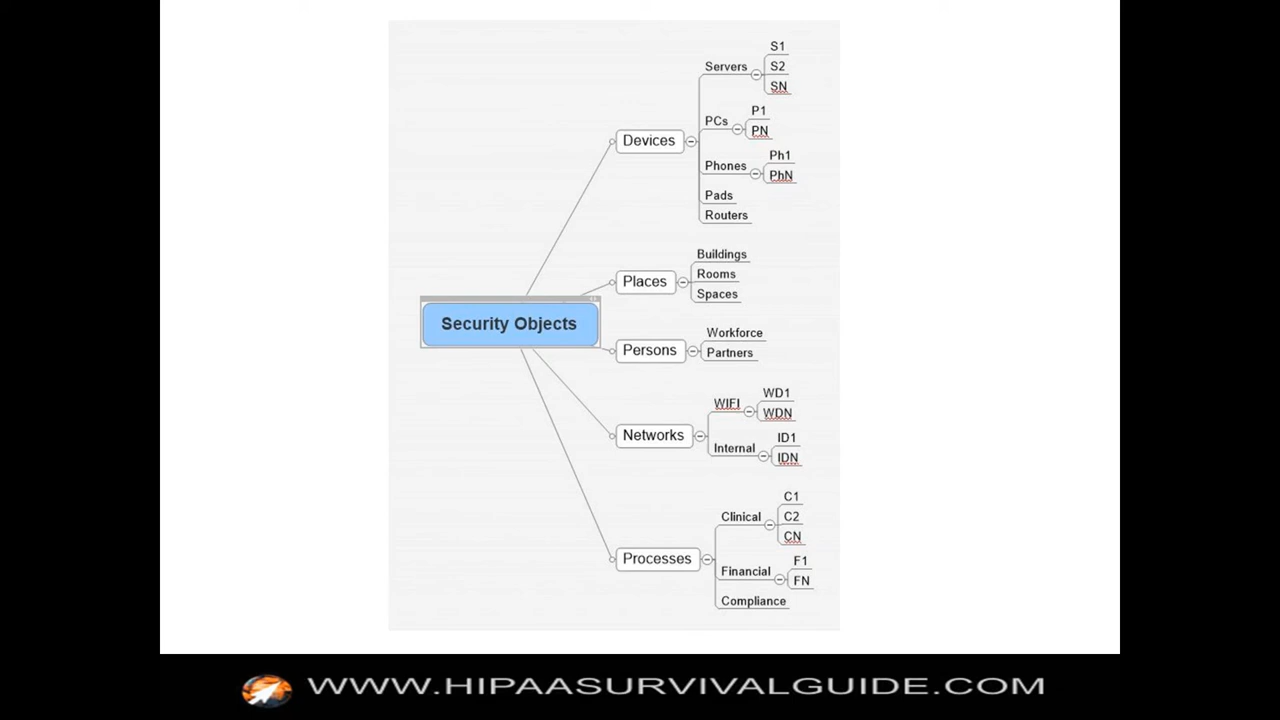 Security Objects
Devices
Servers
S1
S2
SN
PCs
P1
PN
Phones
Ph1
PhN
Pads
Routers
Places
Buildings
Rooms
Spaces
Persons
Workforce
Partners
Networks
WIFI
WD1
WDN
Internal
ID1
IDN
Processes
Clinical
C1
C2
CN
Financial
F1
FN
Compliance
WWW.HIPAASURVIVALGUIDE.COM